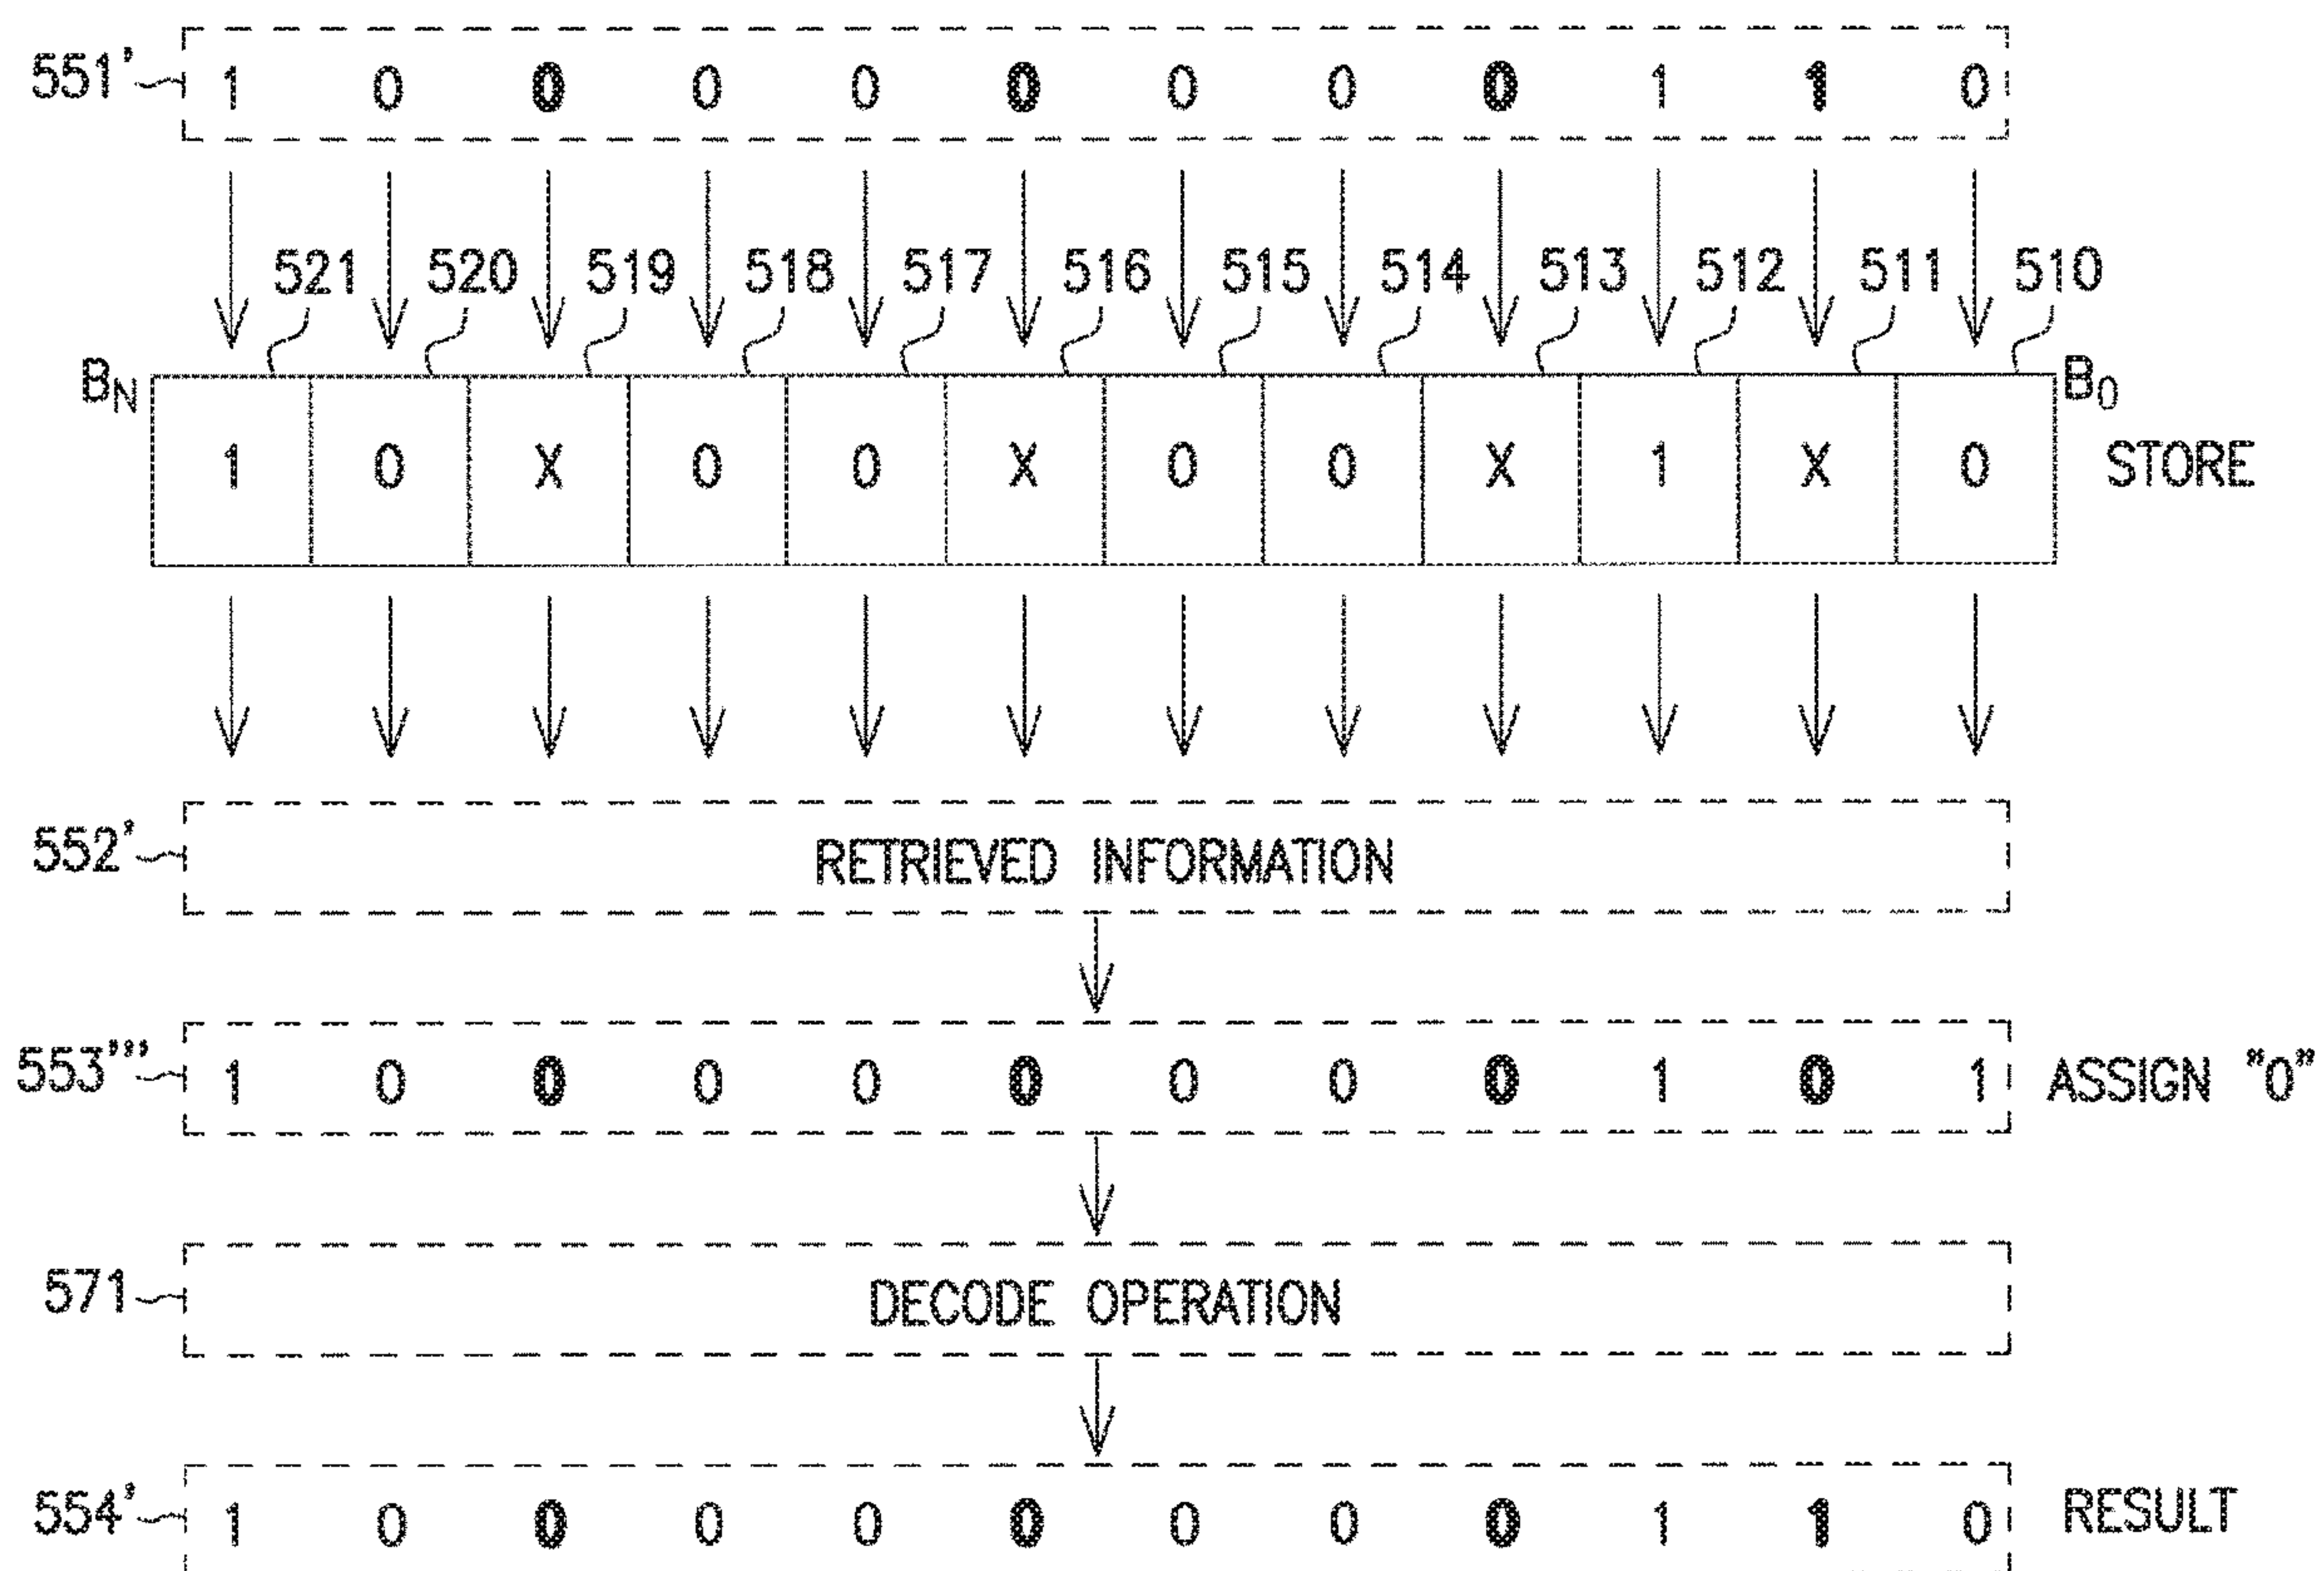 551' 1 0 0 0 0 0 0 0 0 1 1 0
521 520 519 518 517 516 515 514 513 512 511 510
BN B0
1 0 X 0 0 X 0 0 X 1 X 0 STORE
552' RETRIEVED INFORMATION
553''' 1 0 0 0 0 0 0 0 0 1 0 1 ASSIGN "0"
571 DECODE OPERATION
554' 1 0 0 0 0 0 0 0 0 1 1 0 RESULT